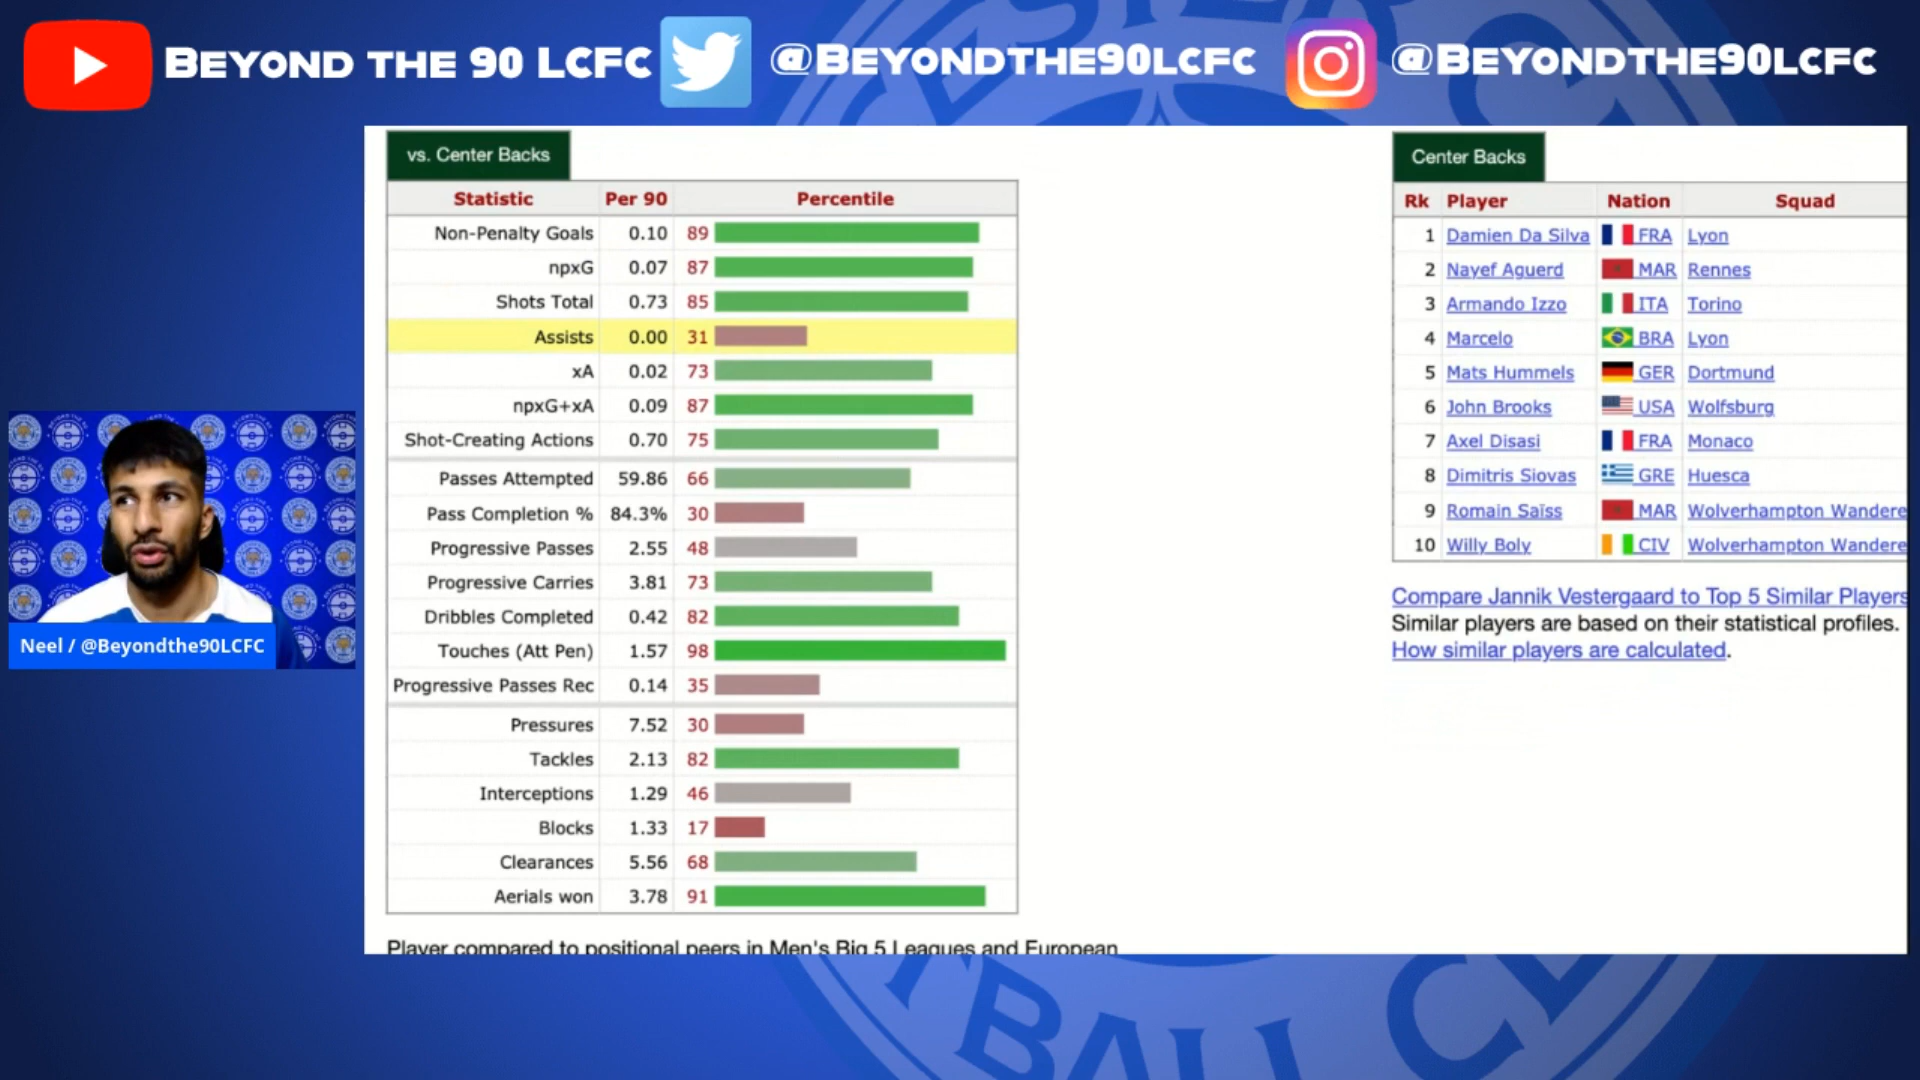 BEYOND THE 90 LCFC @BEYONDTHE90LCFC @BEYONDTHE90LCFC
vs. Center Backs
Statistic Per 90 Percentile
Non-Penalty Goals 0.10 89
npxG 0.07 87
Shots Total 0.73 85
Assists 0.00 31
xA 0.02 73
npxG+xA 0.09 87
Shot-Creating Actions 0.70 75
Passes Attempted 59.86 66
Pass Completion % 84.3% 30
Progressive Passes 2.55 48
Progressive Carries 3.81 73
Dribbles Completed 0.42 82
Touches (Att Pen) 1.57 98
Progressive Passes Rec 0.14 35
Pressures 7.52 30
Tackles 2.13 82
Interceptions 1.29 46
Blocks 1.33 17
Clearances 5.56 68
Aerials won 3.78 91
Player compared to positional peers in Men's Big 5 Leagues and European
Center Backs
Rk Player Nation Squad
1 Damien Da Silva FRA Lyon
2 Nayef Aguerd MAR Rennes
3 Armando Izzo ITA Torino
4 Marcelo BRA Lyon
5 Mats Hummels GER Dortmund
6 John Brooks USA Wolfsburg
7 Axel Disasi FRA Monaco
8 Dimitris Siovas GRE Huesca
9 Romain Saïss MAR Wolverhampton Wandere
10 Willy Boly CIV Wolverhampton Wandere
Compare Jannik Vestergaard to Top 5 Similar Players
Similar players are based on their statistical profiles.
How similar players are calculated.
Neel / @Beyondthe90LCFC